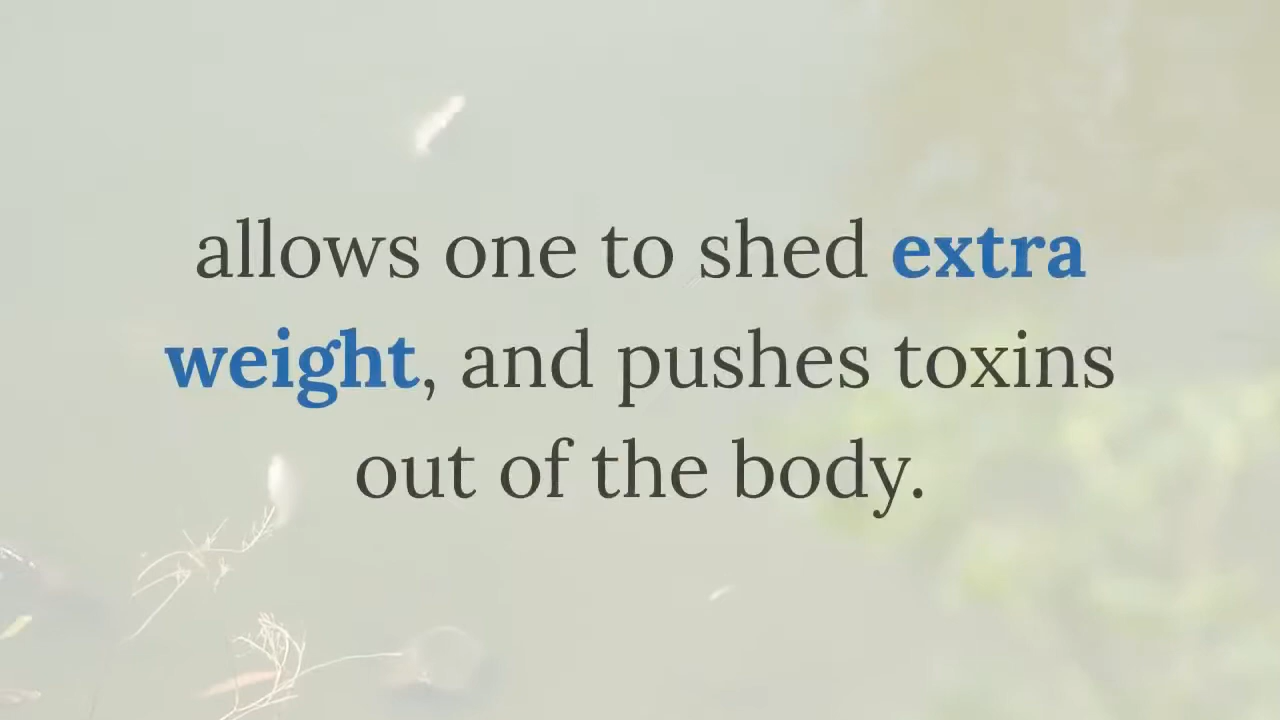 allows one to shed extra
weight, and pushes toxins
out of the body.